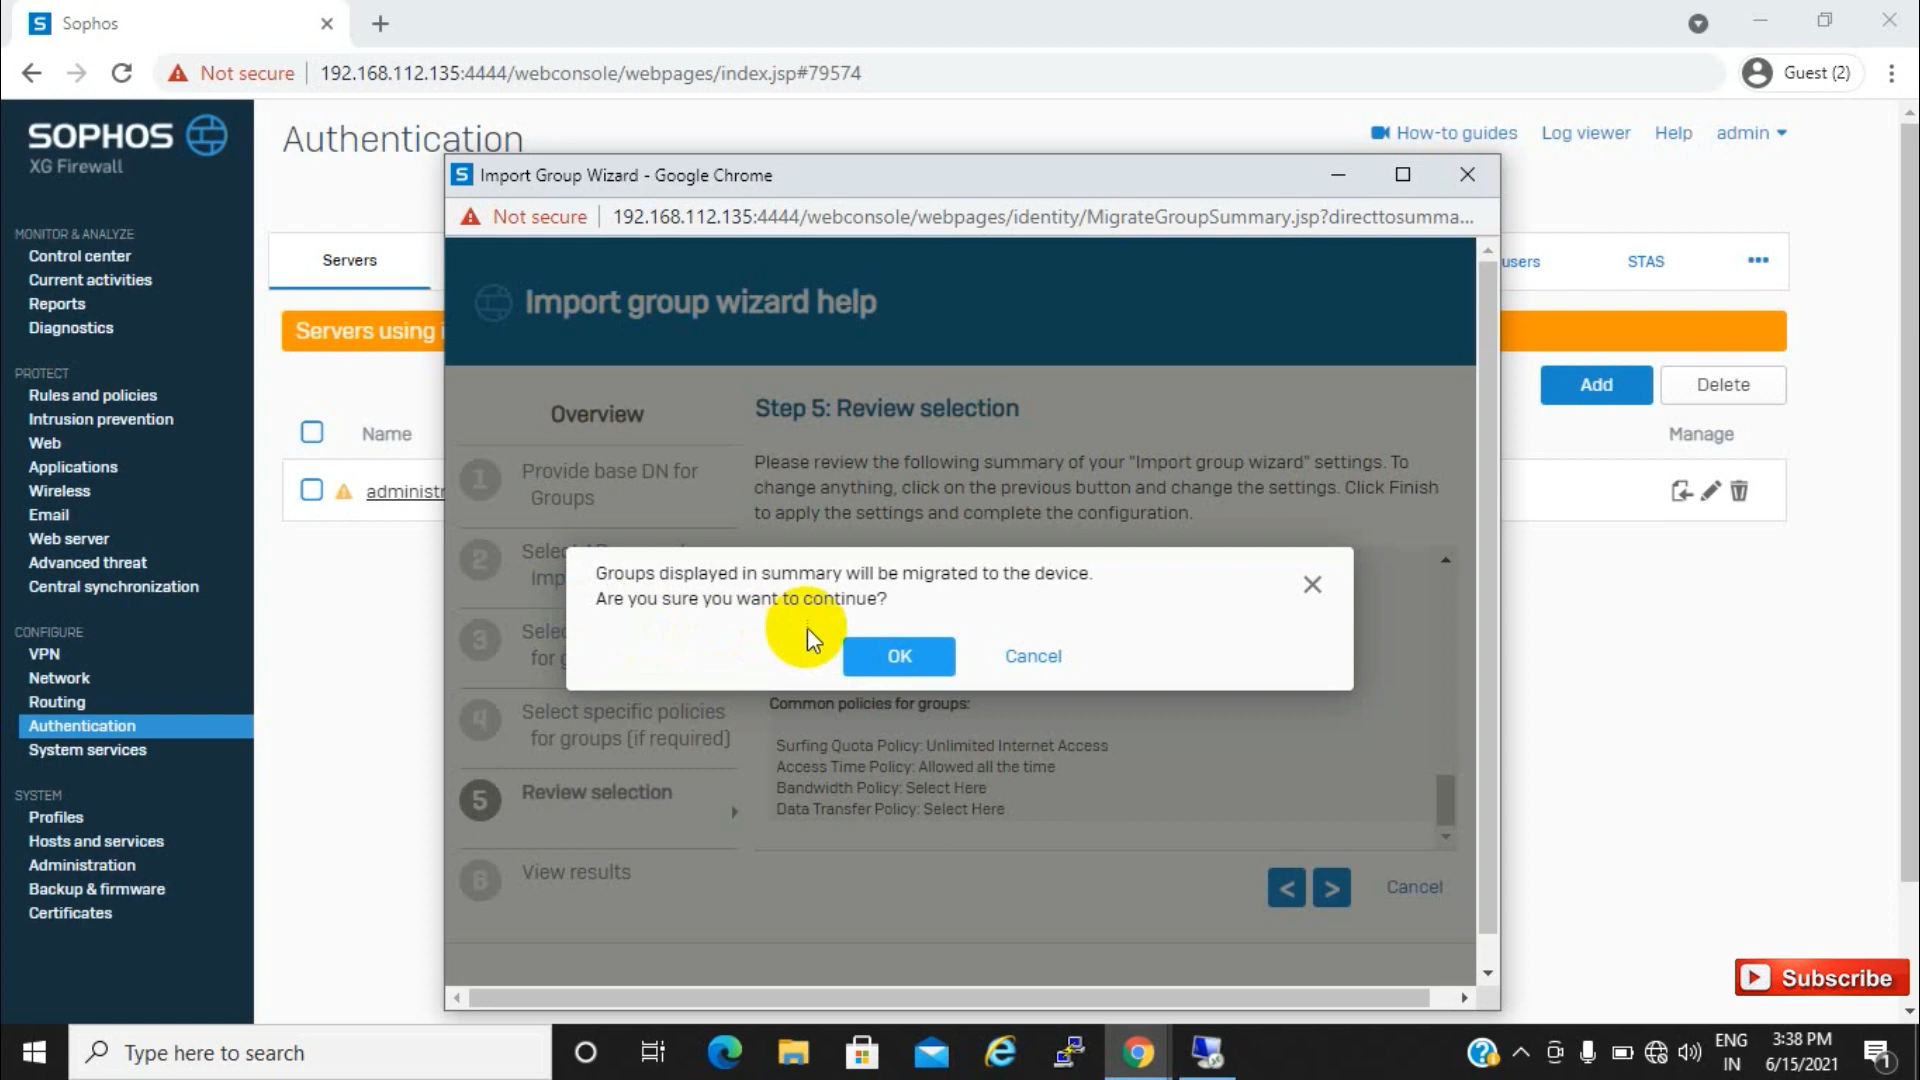 Sophos
Not secure
192.168.112.135:4444/webconsole/webpages/index.jsp#79574
Guest (2)
SOPHOS
XG Firewall
MONITOR & ANALYZE
Control center
Current activities
Reports
Diagnostics
PROTECT
Rules and policies
Intrusion prevention
Web
Applications
Wireless
Email
Web server
Advanced threat
Central synchronization
CONFIGURE
VPN
Network
Routing
Authentication
System services
SYSTEM
Profiles
Hosts and services
Administration
Backup & firmware
Certificates
Authentication
How-to guides
Log viewer
Help
admin
Servers
users
STAS
Servers using
Add
Delete
Name
Manage
administr
Import Group Wizard - Google Chrome
Not secure
192.168.112.135:4444/webconsole/webpages/identity/MigrateGroupSummary.jsp?directtosumma...
Import group wizard help
Overview
1
Provide base DN for
Groups
2
3
for
4
Select specific policies
for groups (if required)
5
Review selection
6
View results
Step 5: Review selection
Please review the following summary of your "Import group wizard" settings. To
change anything, click on the previous button and change the settings. Click Finish
to apply the settings and complete the configuration.
Groups displayed in summary will be migrated to the device.
Are you sure you want to continue?
OK
Cancel
Common policies for groups:
Surfing Quota Policy: Unlimited Internet Access
Access Time Policy: Allowed all the time
Bandwidth Policy: Select Here
Data Transfer Policy: Select Here
<
>
Cancel
Subscribe
Type here to search
ENG
IN
3:38 PM
6/15/2021
1